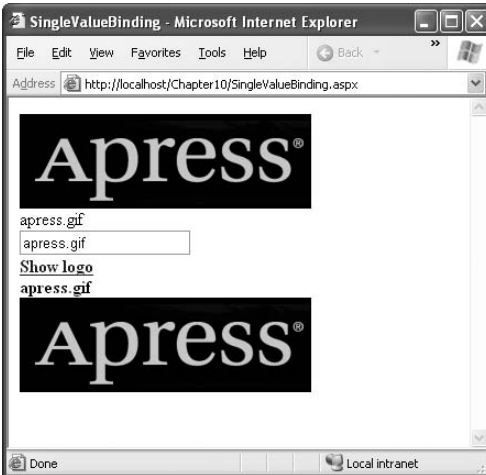 SingleValueBinding - Microsoft Internet Explorer
File Edit View Favorites Tools Help Back »
Address http://localhost/Chapter10/SingleValueBinding.aspx
Apress®
apress.gif
apress.gif
Show logo
apress.gif
Apress®
Done Local intranet